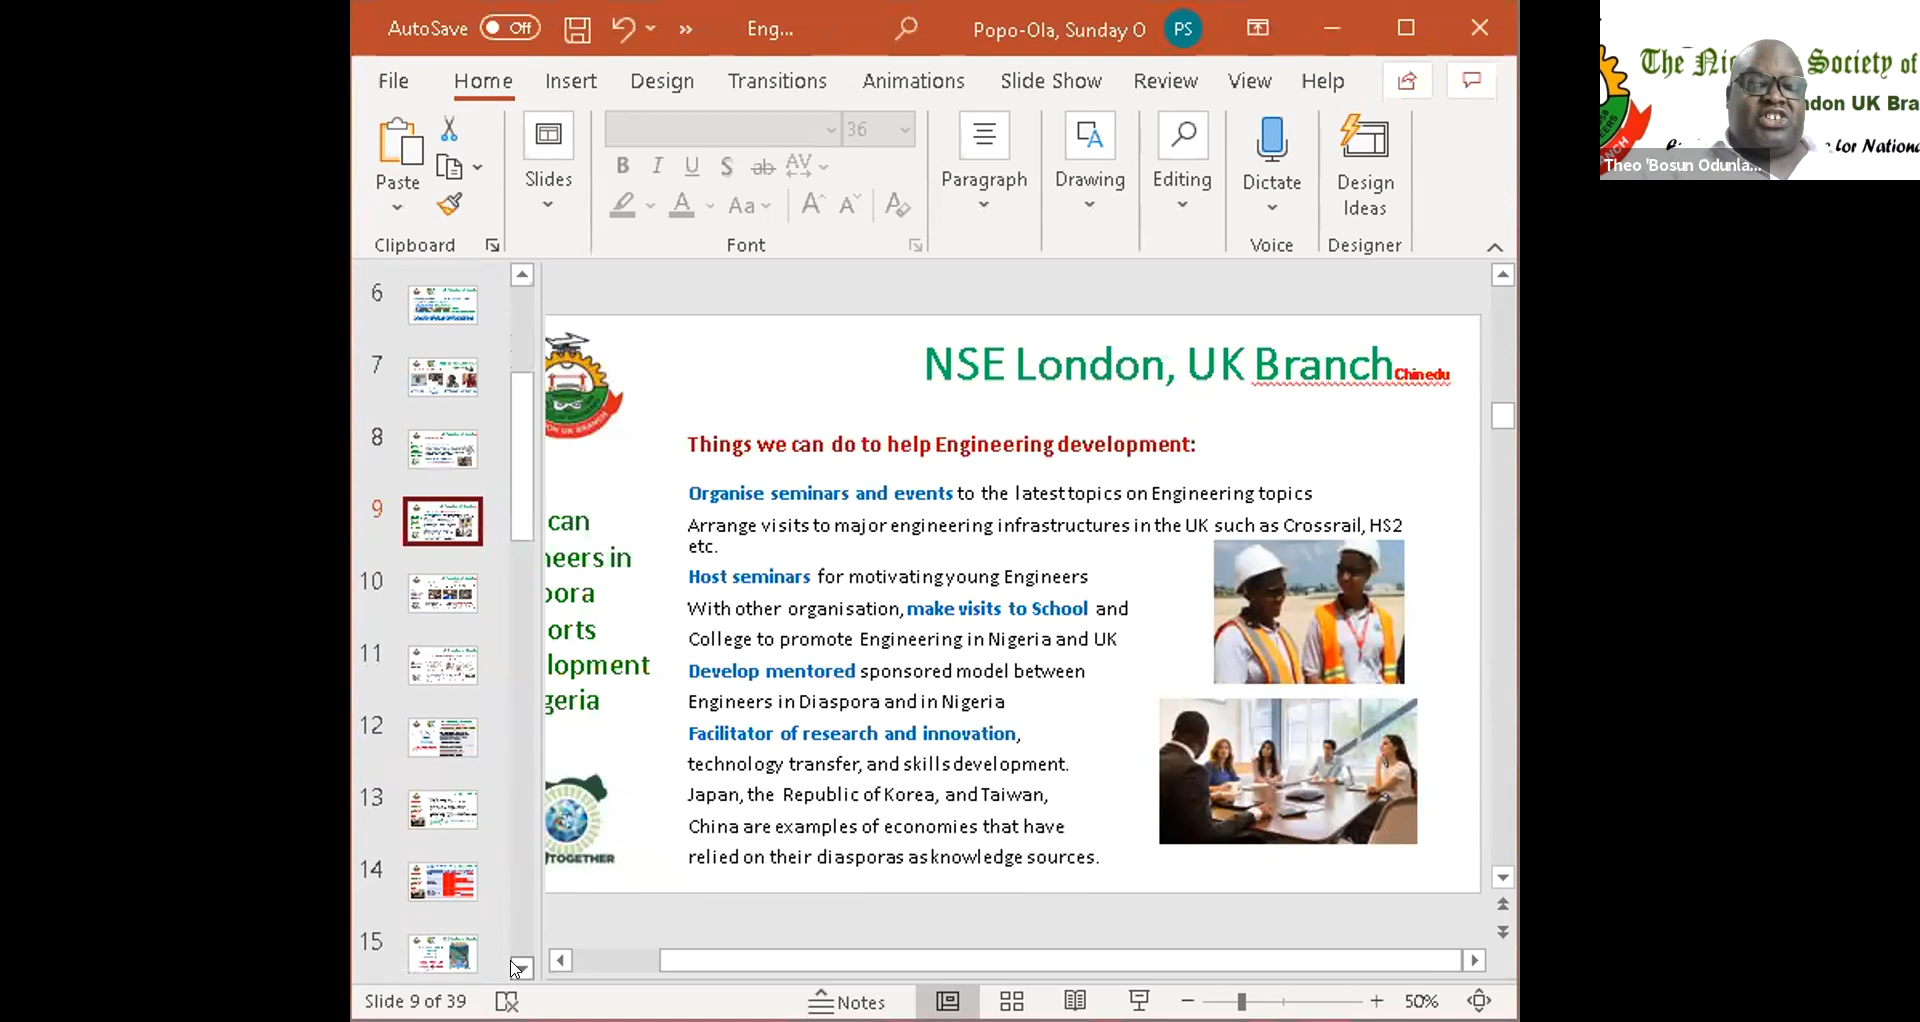 AutoSave Off Eng... Popo-Ola, Sunday O PS
File Home Insert Design Transitions Animations Slide Show Review View Help
36
B I U S ab AV
Aa A A
Paste Slides Paragraph Drawing Editing Dictate Design Ideas
Clipboard Font Voice Designer
6
7
8
9
10
11
12
13
14
15
NSE London, UK Branch Chinedu
Things we can do to help Engineering development:
Organise seminars and events to the latest topics on Engineering topics
Arrange visits to major engineering infrastructures in the UK such as Crossrail, HS2
etc.
Host seminars for motivating young Engineers
With other organisation, make visits to School and
College to promote Engineering in Nigeria and UK
Develop mentored sponsored model between
Engineers in Diaspora and in Nigeria
Facilitator of research and innovation,
technology transfer, and skills development.
Japan, the Republic of Korea, and Taiwan,
China are examples of economies that have
relied on their diasporas as knowledge sources.
can
neers in
pora
orts
lopment
geria
TOGETHER
Slide 9 of 39 Notes 50%
The Society of
ndon UK Bra
for Nationa
Theo 'Bosun Odunla...